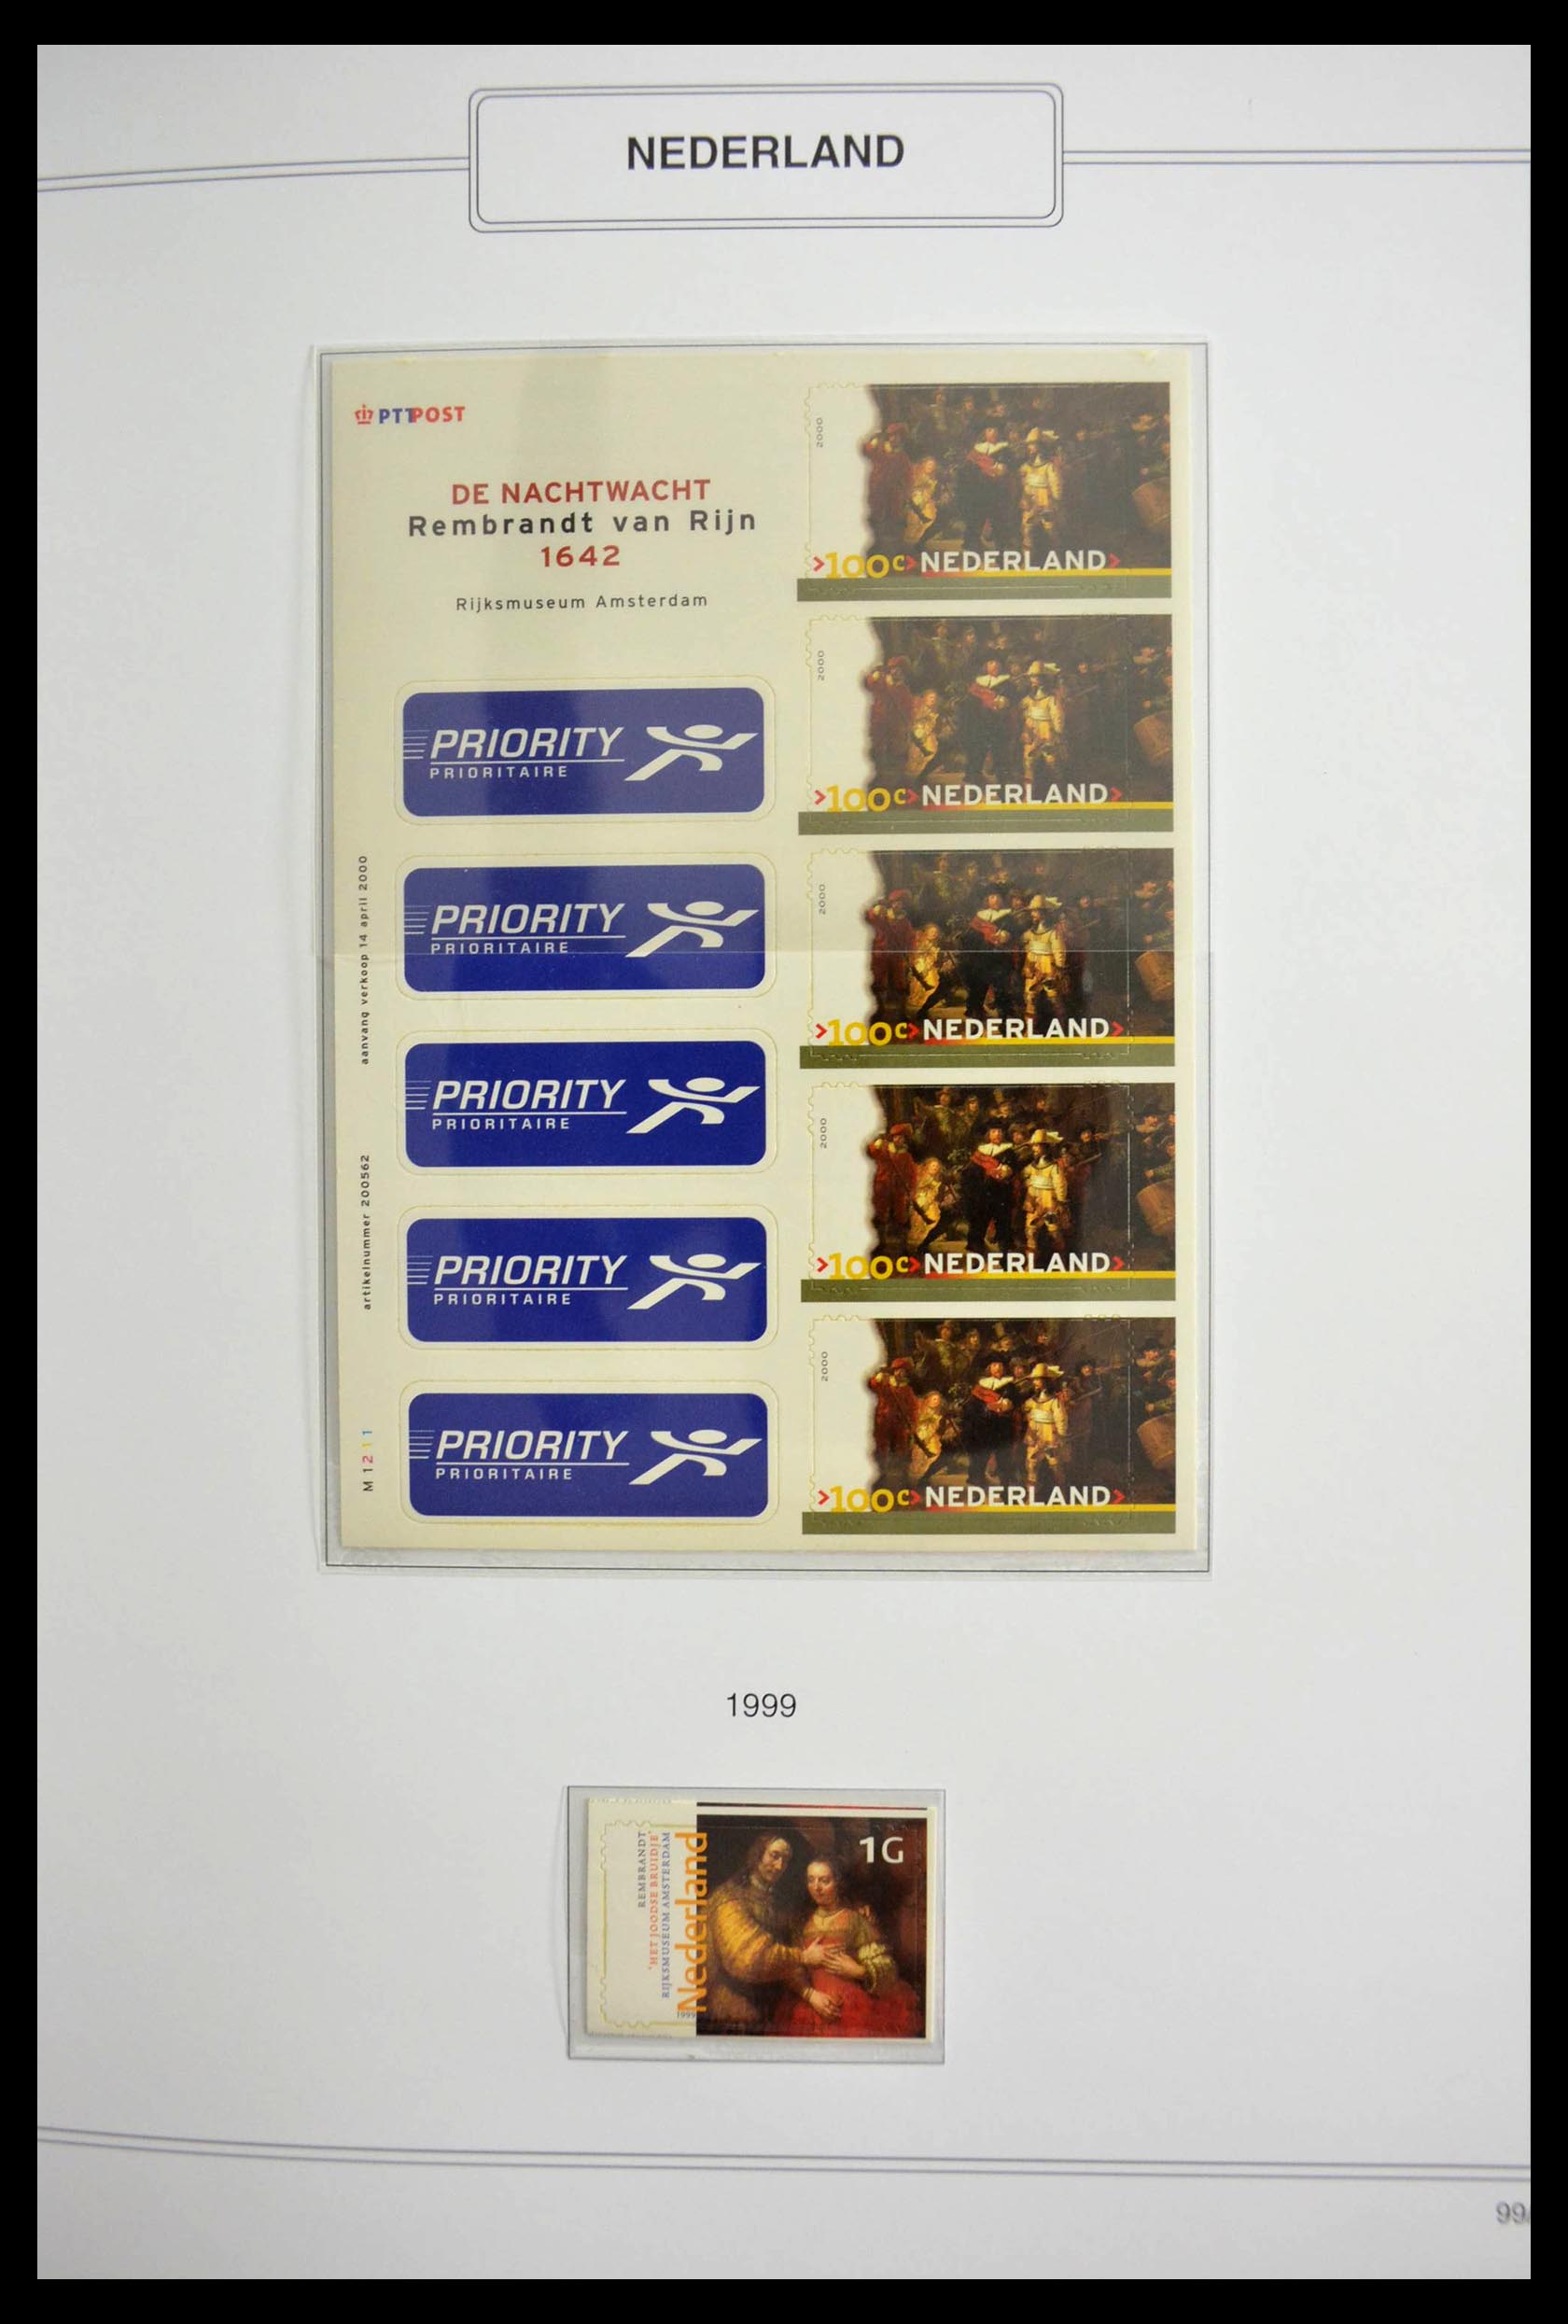 NEDERLAND
PTTPOST
DE NACHTWACHT
Rembrandt van Rijn
1642
Rijksmuseum Amsterdam
PRIORITY
PRIORITAIRE
PRIORITY
PRIORITAIRE
PRIORITY
PRIORITAIRE
PRIORITY
PRIORITAIRE
PRIORITY
PRIORITAIRE
aanvang verkoop 14 april 2000
artikelnummer 200562
M 1 2 1 1
2000
>100c>NEDERLAND>
2000
>100c>NEDERLAND>
2000
>100c>NEDERLAND>
2000
>100c>NEDERLAND>
2000
>100c>NEDERLAND>
1999
REMBRANDT
'HET JOODSE BRUIDJE'
RIJKSMUSEUM AMSTERDAM
Nederland
1999
1G
99